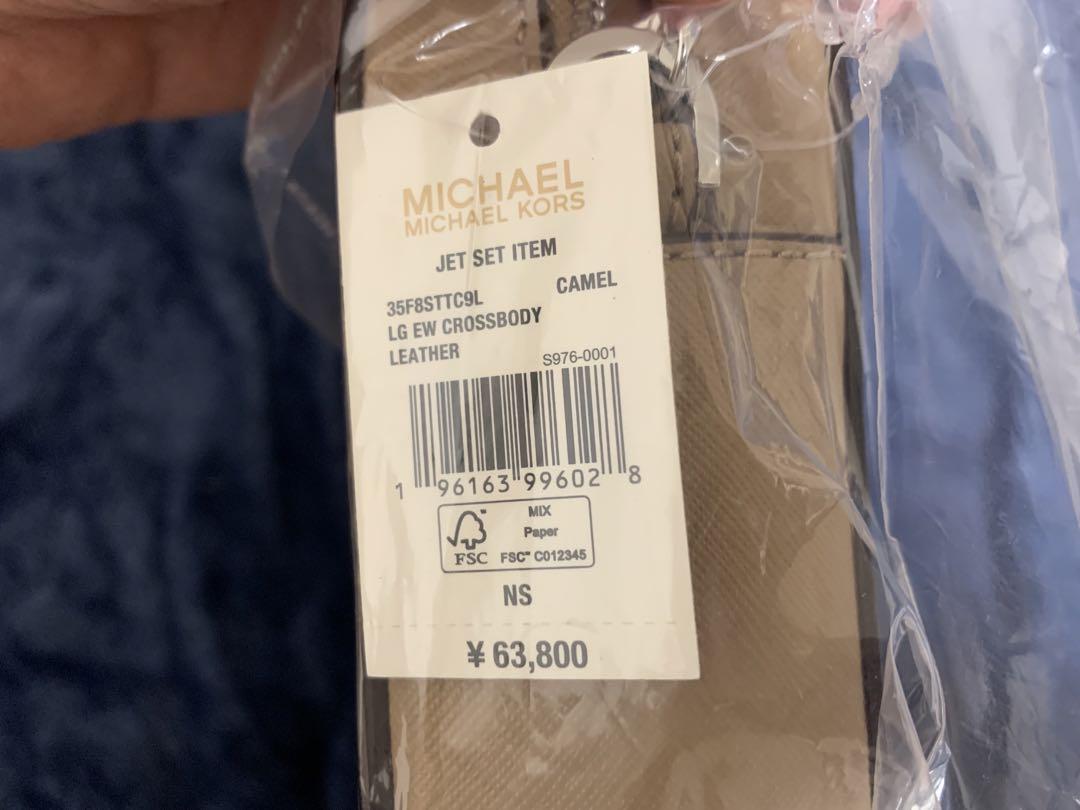 MICHAEL
MICHAEL KORS
JET SET ITEM
35F8STTC9L CAMEL
LG EW CROSSBODY
LEATHER S976-0001
1 96163 99602 8
MIX
Paper
FSC™ FSC™ C012345
NS
¥ 63,800